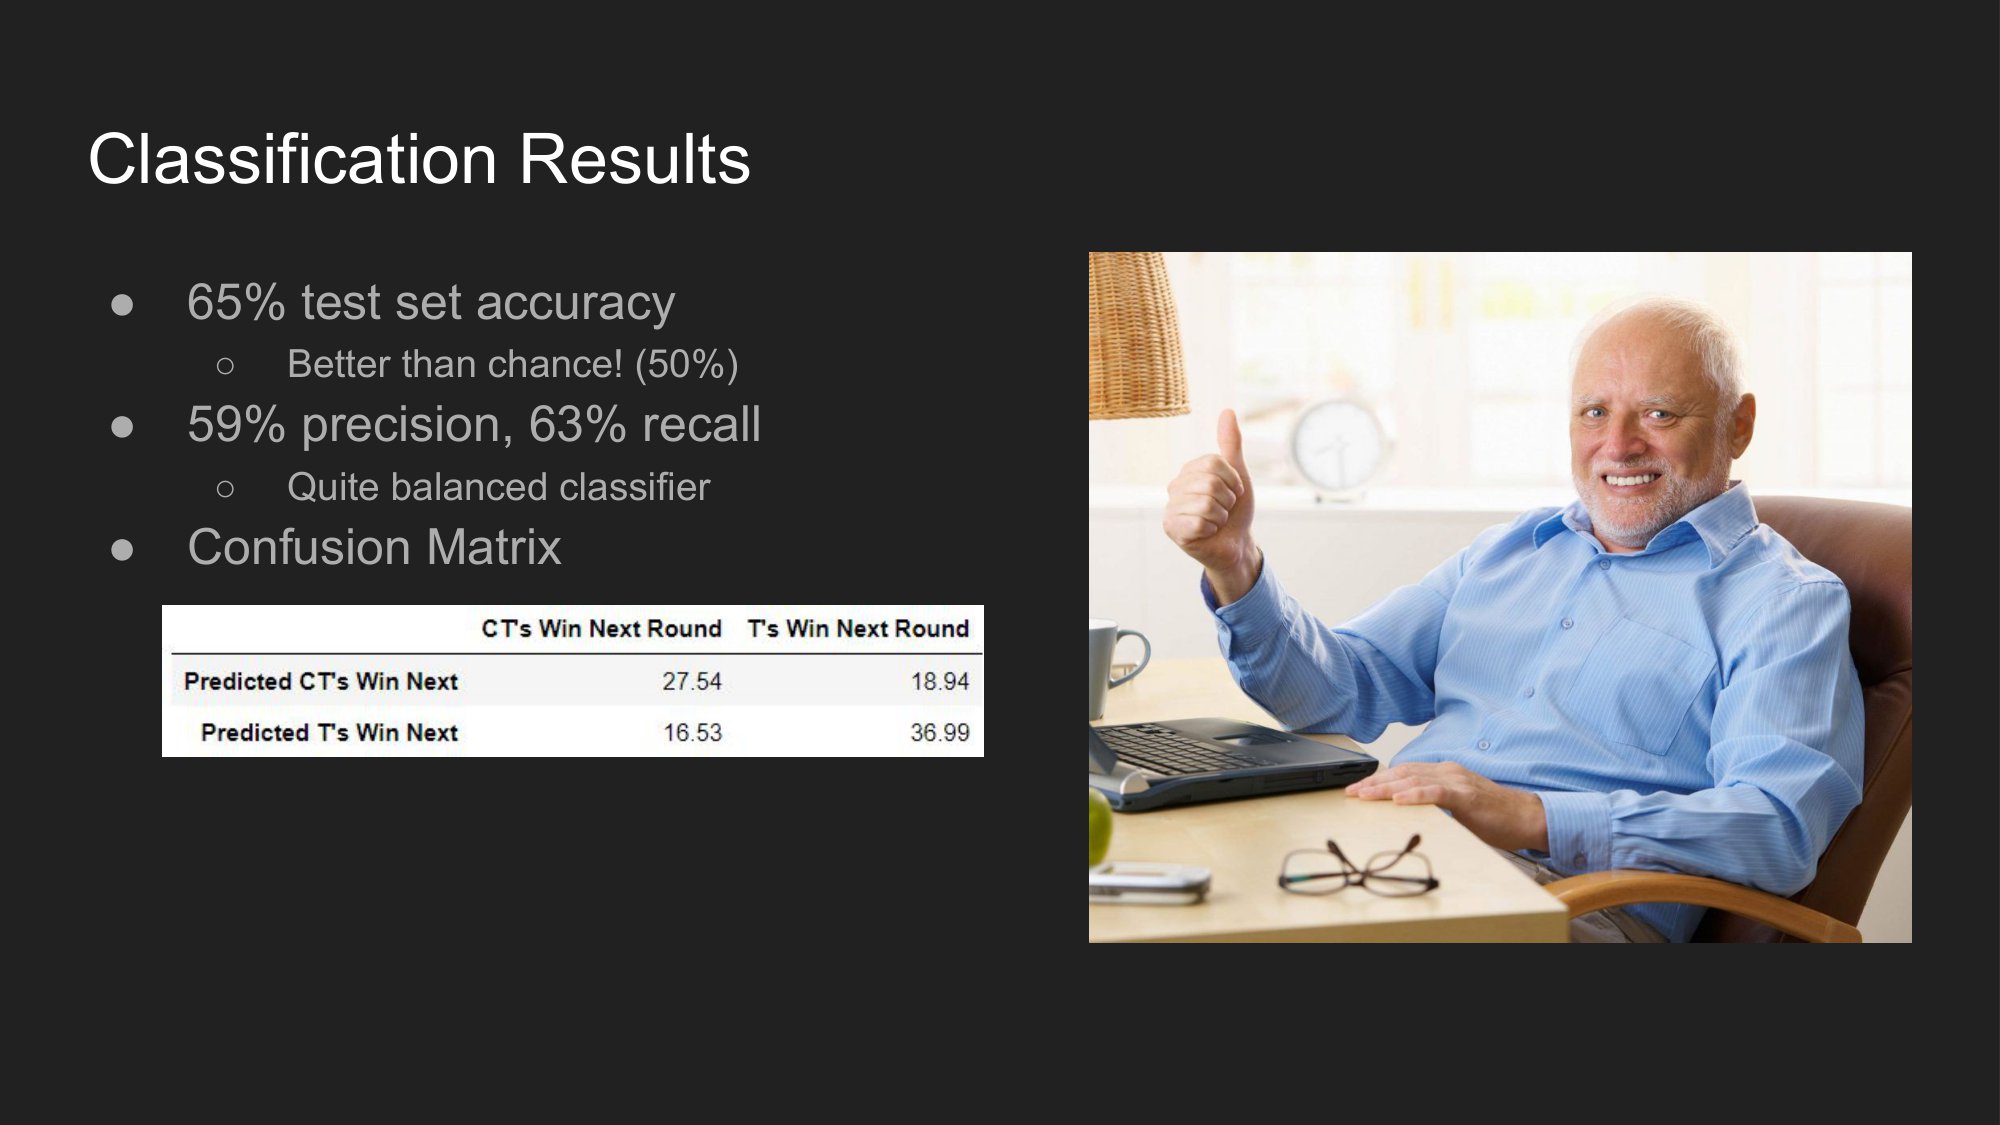 Classification Results
● 65% test set accuracy
○ Better than chance! (50%)
● 59% precision, 63% recall
○ Quite balanced classifier
● Confusion Matrix
CT's Win Next Round T's Win Next Round
Predicted CT's Win Next 27.54 18.94
Predicted T's Win Next 16.53 36.99